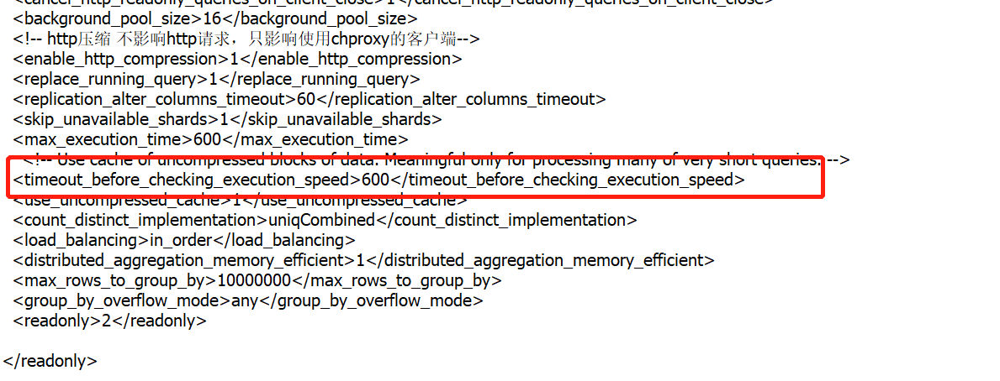 <cancel_http_readonly_queries_on_client_close>1</cancel_http_readonly_queries_on_client_close>
<background_pool_size>16</background_pool_size>
<!-- http压缩 不影响http请求，只影响使用chproxy的客户端-->
<enable_http_compression>1</enable_http_compression>
<replace_running_query>1</replace_running_query>
<replication_alter_columns_timeout>60</replication_alter_columns_timeout>
<skip_unavailable_shards>1</skip_unavailable_shards>
<max_execution_time>600</max_execution_time>
<!-- Use cache of uncompressed blocks of data. Meaningful only for processing many of very short queries. -->
<timeout_before_checking_execution_speed>600</timeout_before_checking_execution_speed>
<use_uncompressed_cache>1</use_uncompressed_cache>
<count_distinct_implementation>uniqCombined</count_distinct_implementation>
<load_balancing>in_order</load_balancing>
<distributed_aggregation_memory_efficient>1</distributed_aggregation_memory_efficient>
<max_rows_to_group_by>10000000</max_rows_to_group_by>
<group_by_overflow_mode>any</group_by_overflow_mode>
<readonly>2</readonly>
</readonly>